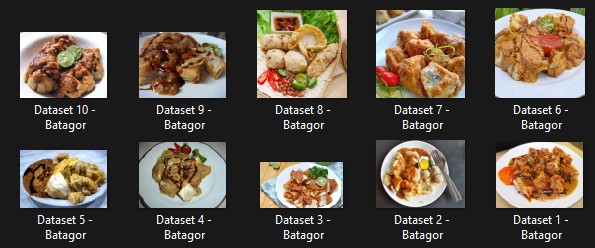 Dataset 10 -
Batagor
Dataset 9 -
Batagor
Dataset 8 -
Batagor
Dataset 7 -
Batagor
Dataset 6 -
Batagor
Dataset 5 -
Batagor
Dataset 4 -
Batagor
Dataset 3 -
Batagor
Dataset 2 -
Batagor
Dataset 1 -
Batagor